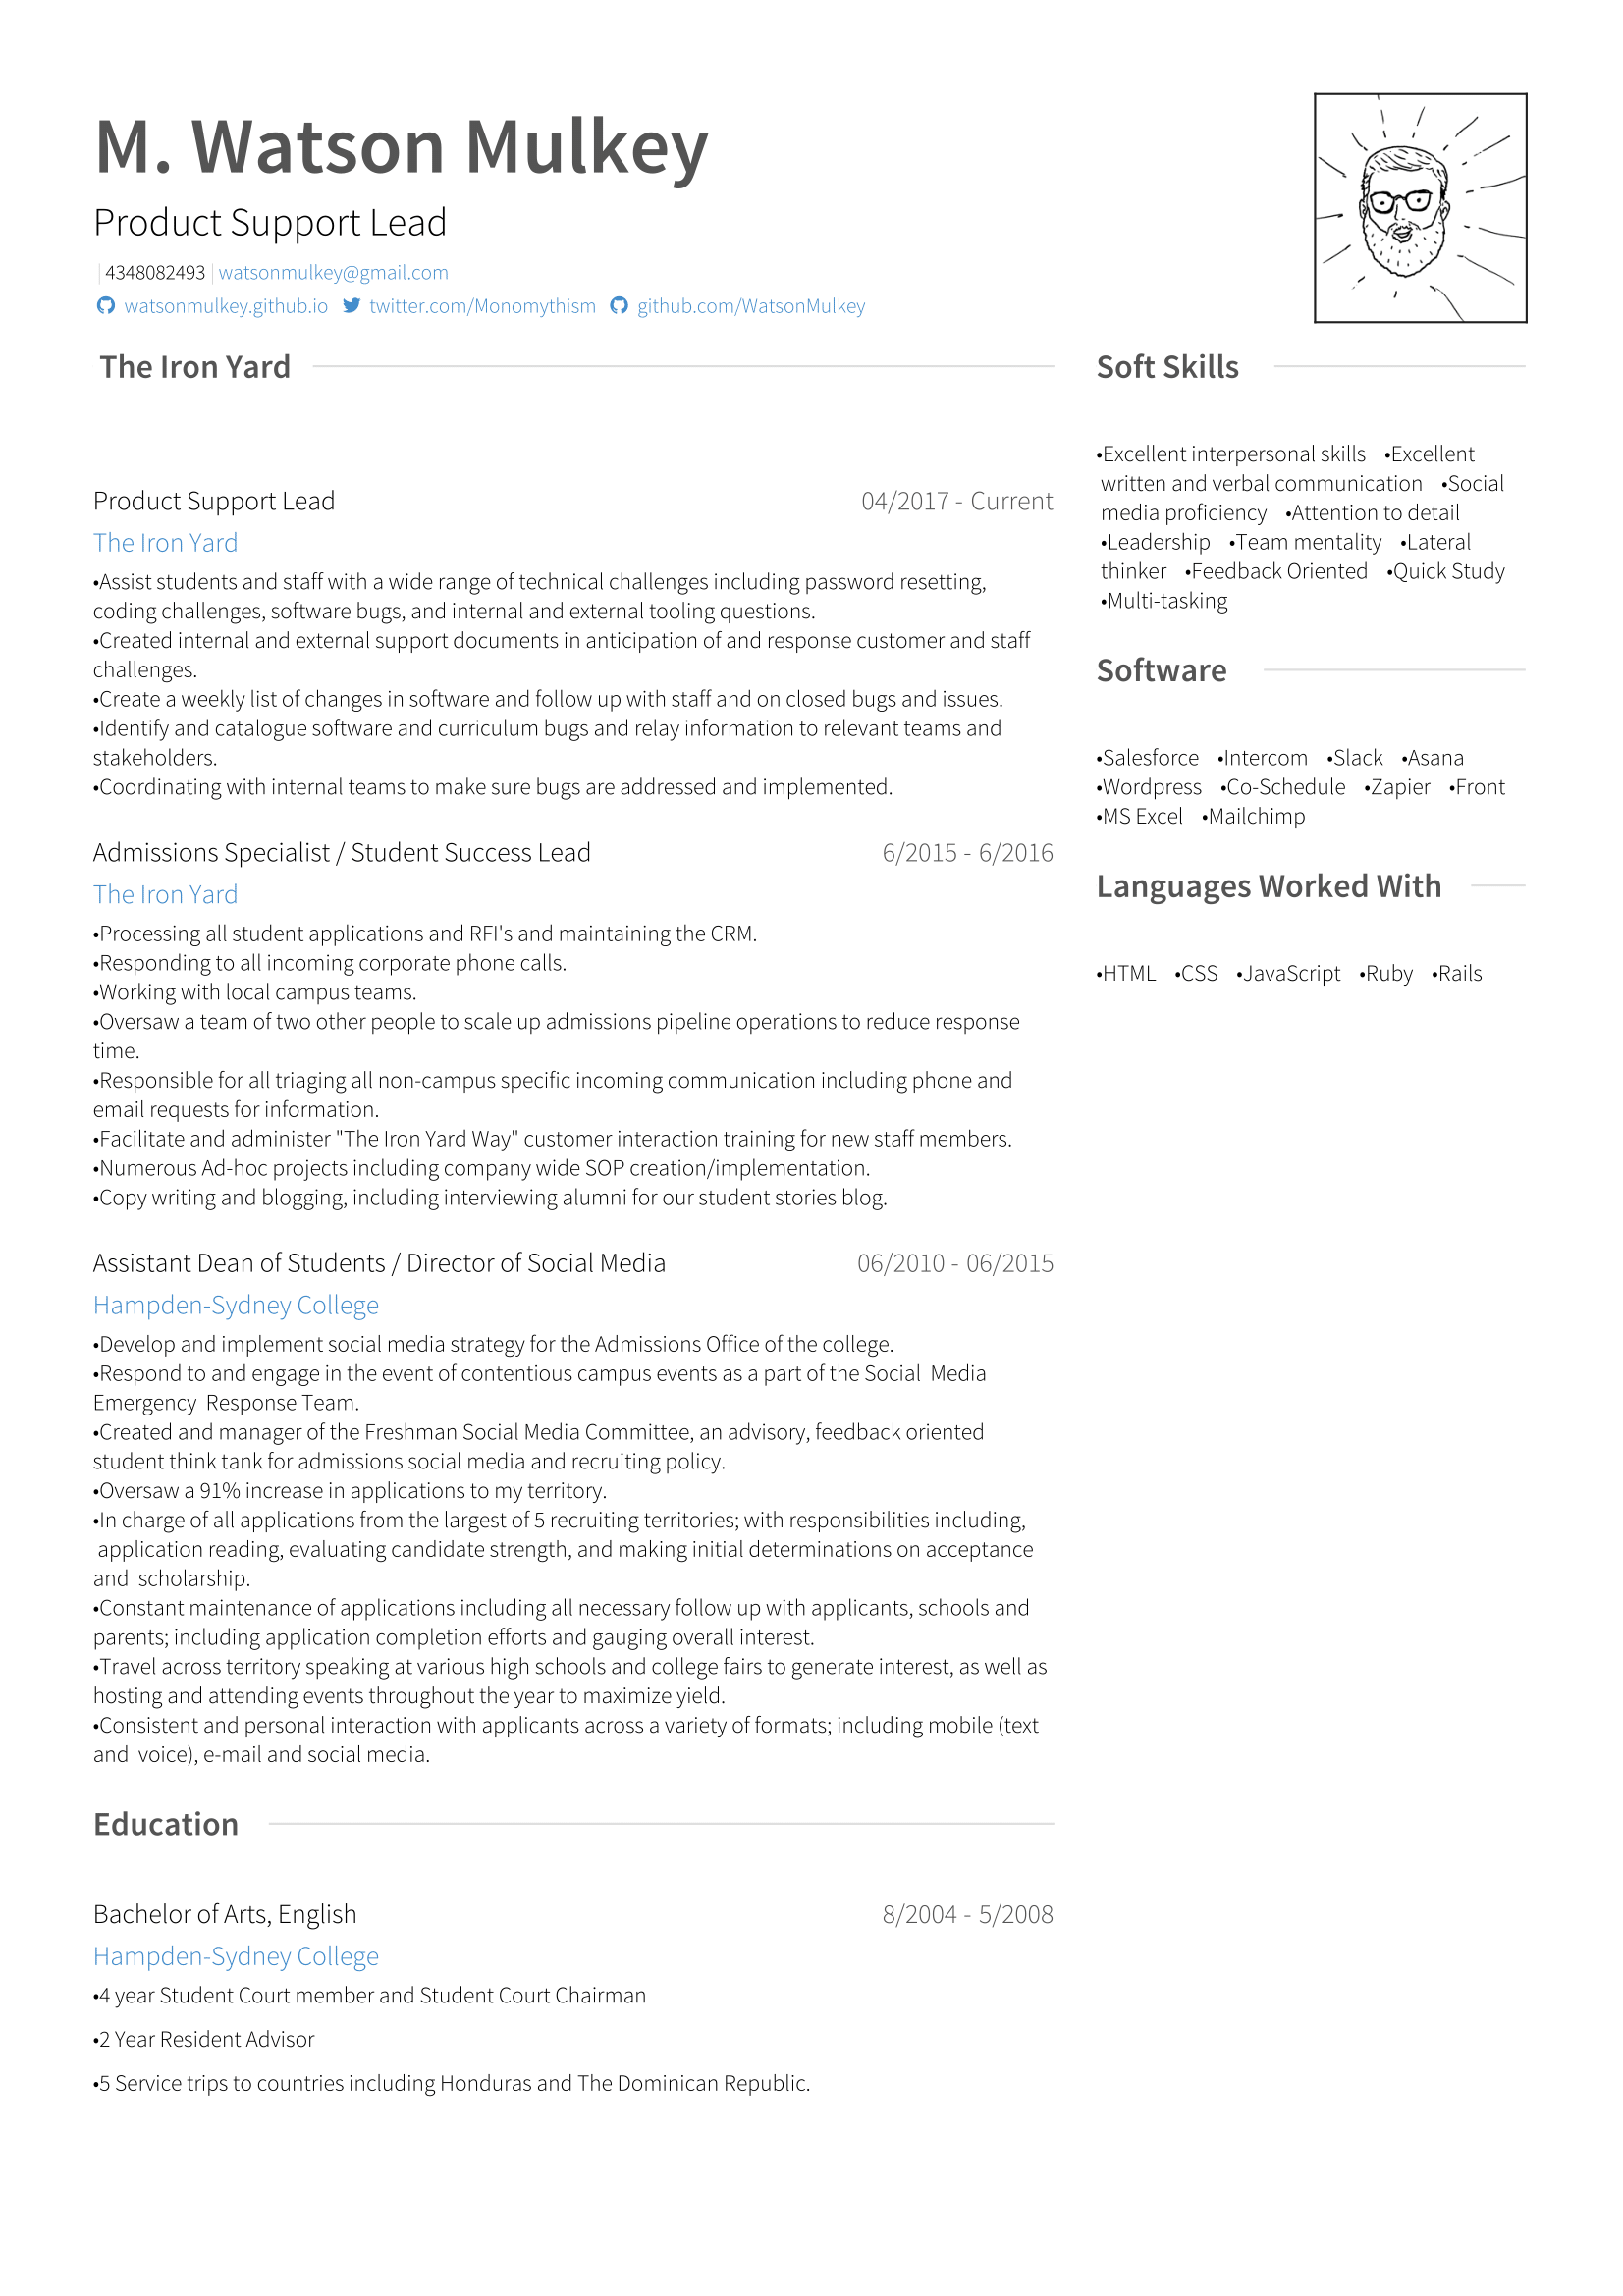 M. Watson Mulkey
Product Support Lead
4348082493 | watsonmulkey@gmail.com
watsonmulkey.github.io twitter.com/Monomythism github.com/WatsonMulkey
The Iron Yard
Product Support Lead 04/2017 - Current
The Iron Yard
•Assist students and staff with a wide range of technical challenges including password resetting,
coding challenges, software bugs, and internal and external tooling questions.
•Created internal and external support documents in anticipation of and response customer and staff
challenges.
•Create a weekly list of changes in software and follow up with staff and on closed bugs and issues.
•Identify and catalogue software and curriculum bugs and relay information to relevant teams and
stakeholders.
•Coordinating with internal teams to make sure bugs are addressed and implemented.
Admissions Specialist / Student Success Lead 6/2015 - 6/2016
The Iron Yard
•Processing all student applications and RFI's and maintaining the CRM.
•Responding to all incoming corporate phone calls.
•Working with local campus teams.
•Oversaw a team of two other people to scale up admissions pipeline operations to reduce response
time.
•Responsible for all triaging all non-campus specific incoming communication including phone and
email requests for information.
•Facilitate and administer "The Iron Yard Way" customer interaction training for new staff members.
•Numerous Ad-hoc projects including company wide SOP creation/implementation.
•Copy writing and blogging, including interviewing alumni for our student stories blog.
Assistant Dean of Students / Director of Social Media 06/2010 - 06/2015
Hampden-Sydney College
•Develop and implement social media strategy for the Admissions Office of the college.
•Respond to and engage in the event of contentious campus events as a part of the Social Media
Emergency Response Team.
•Created and manager of the Freshman Social Media Committee, an advisory, feedback oriented
student think tank for admissions social media and recruiting policy.
•Oversaw a 91% increase in applications to my territory.
•In charge of all applications from the largest of 5 recruiting territories; with responsibilities including,
application reading, evaluating candidate strength, and making initial determinations on acceptance
and scholarship.
•Constant maintenance of applications including all necessary follow up with applicants, schools and
parents; including application completion efforts and gauging overall interest.
•Travel across territory speaking at various high schools and college fairs to generate interest, as well as
hosting and attending events throughout the year to maximize yield.
•Consistent and personal interaction with applicants across a variety of formats; including mobile (text
and voice), e-mail and social media.
Education
Bachelor of Arts, English 8/2004 - 5/2008
Hampden-Sydney College
•4 year Student Court member and Student Court Chairman
•2 Year Resident Advisor
•5 Service trips to countries including Honduras and The Dominican Republic.
Soft Skills
•Excellent interpersonal skills •Excellent
written and verbal communication •Social
media proficiency •Attention to detail
•Leadership •Team mentality •Lateral
thinker •Feedback Oriented •Quick Study
•Multi-tasking
Software
•Salesforce •Intercom •Slack •Asana
•Wordpress •Co-Schedule •Zapier •Front
•MS Excel •Mailchimp
Languages Worked With
•HTML •CSS •JavaScript •Ruby •Rails